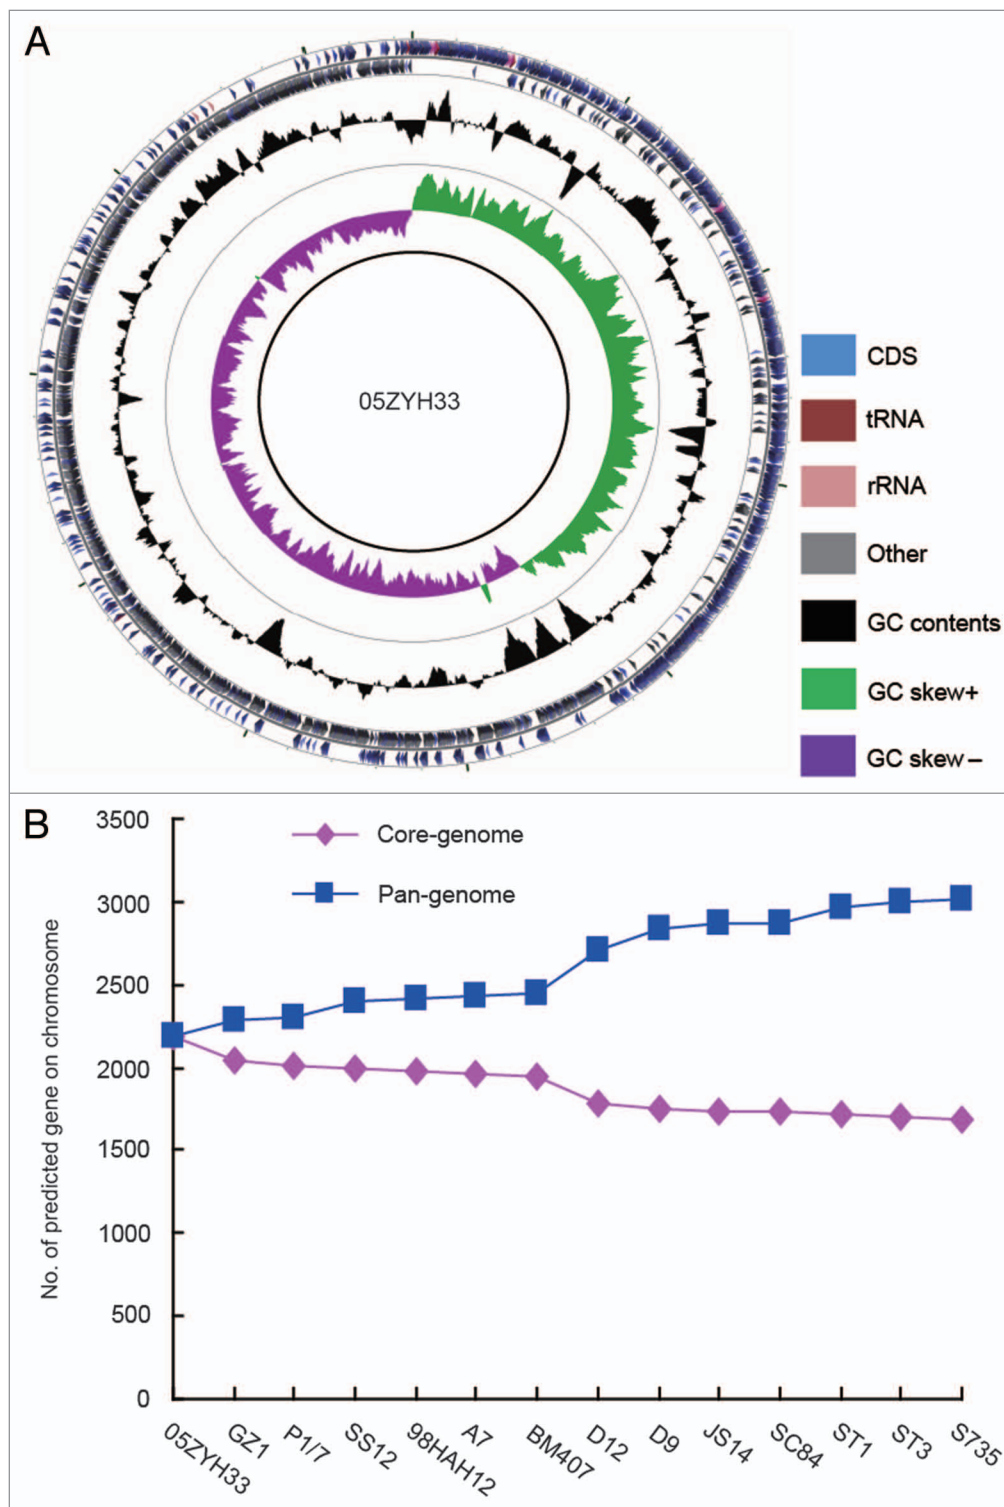 A
05ZYH33
CDS
tRNA
rRNA
Other
GC contents
GC skew+
GC skew–
B
Core-genome
Pan-genome
No. of predicted gene on chromosome
3500
3000
2500
2000
1500
1000
500
0
05ZYH33
GZ1
P1/7
SS12
98HAH12
A7
BM407
D12
D9
JS14
SC84
ST1
ST3
S735